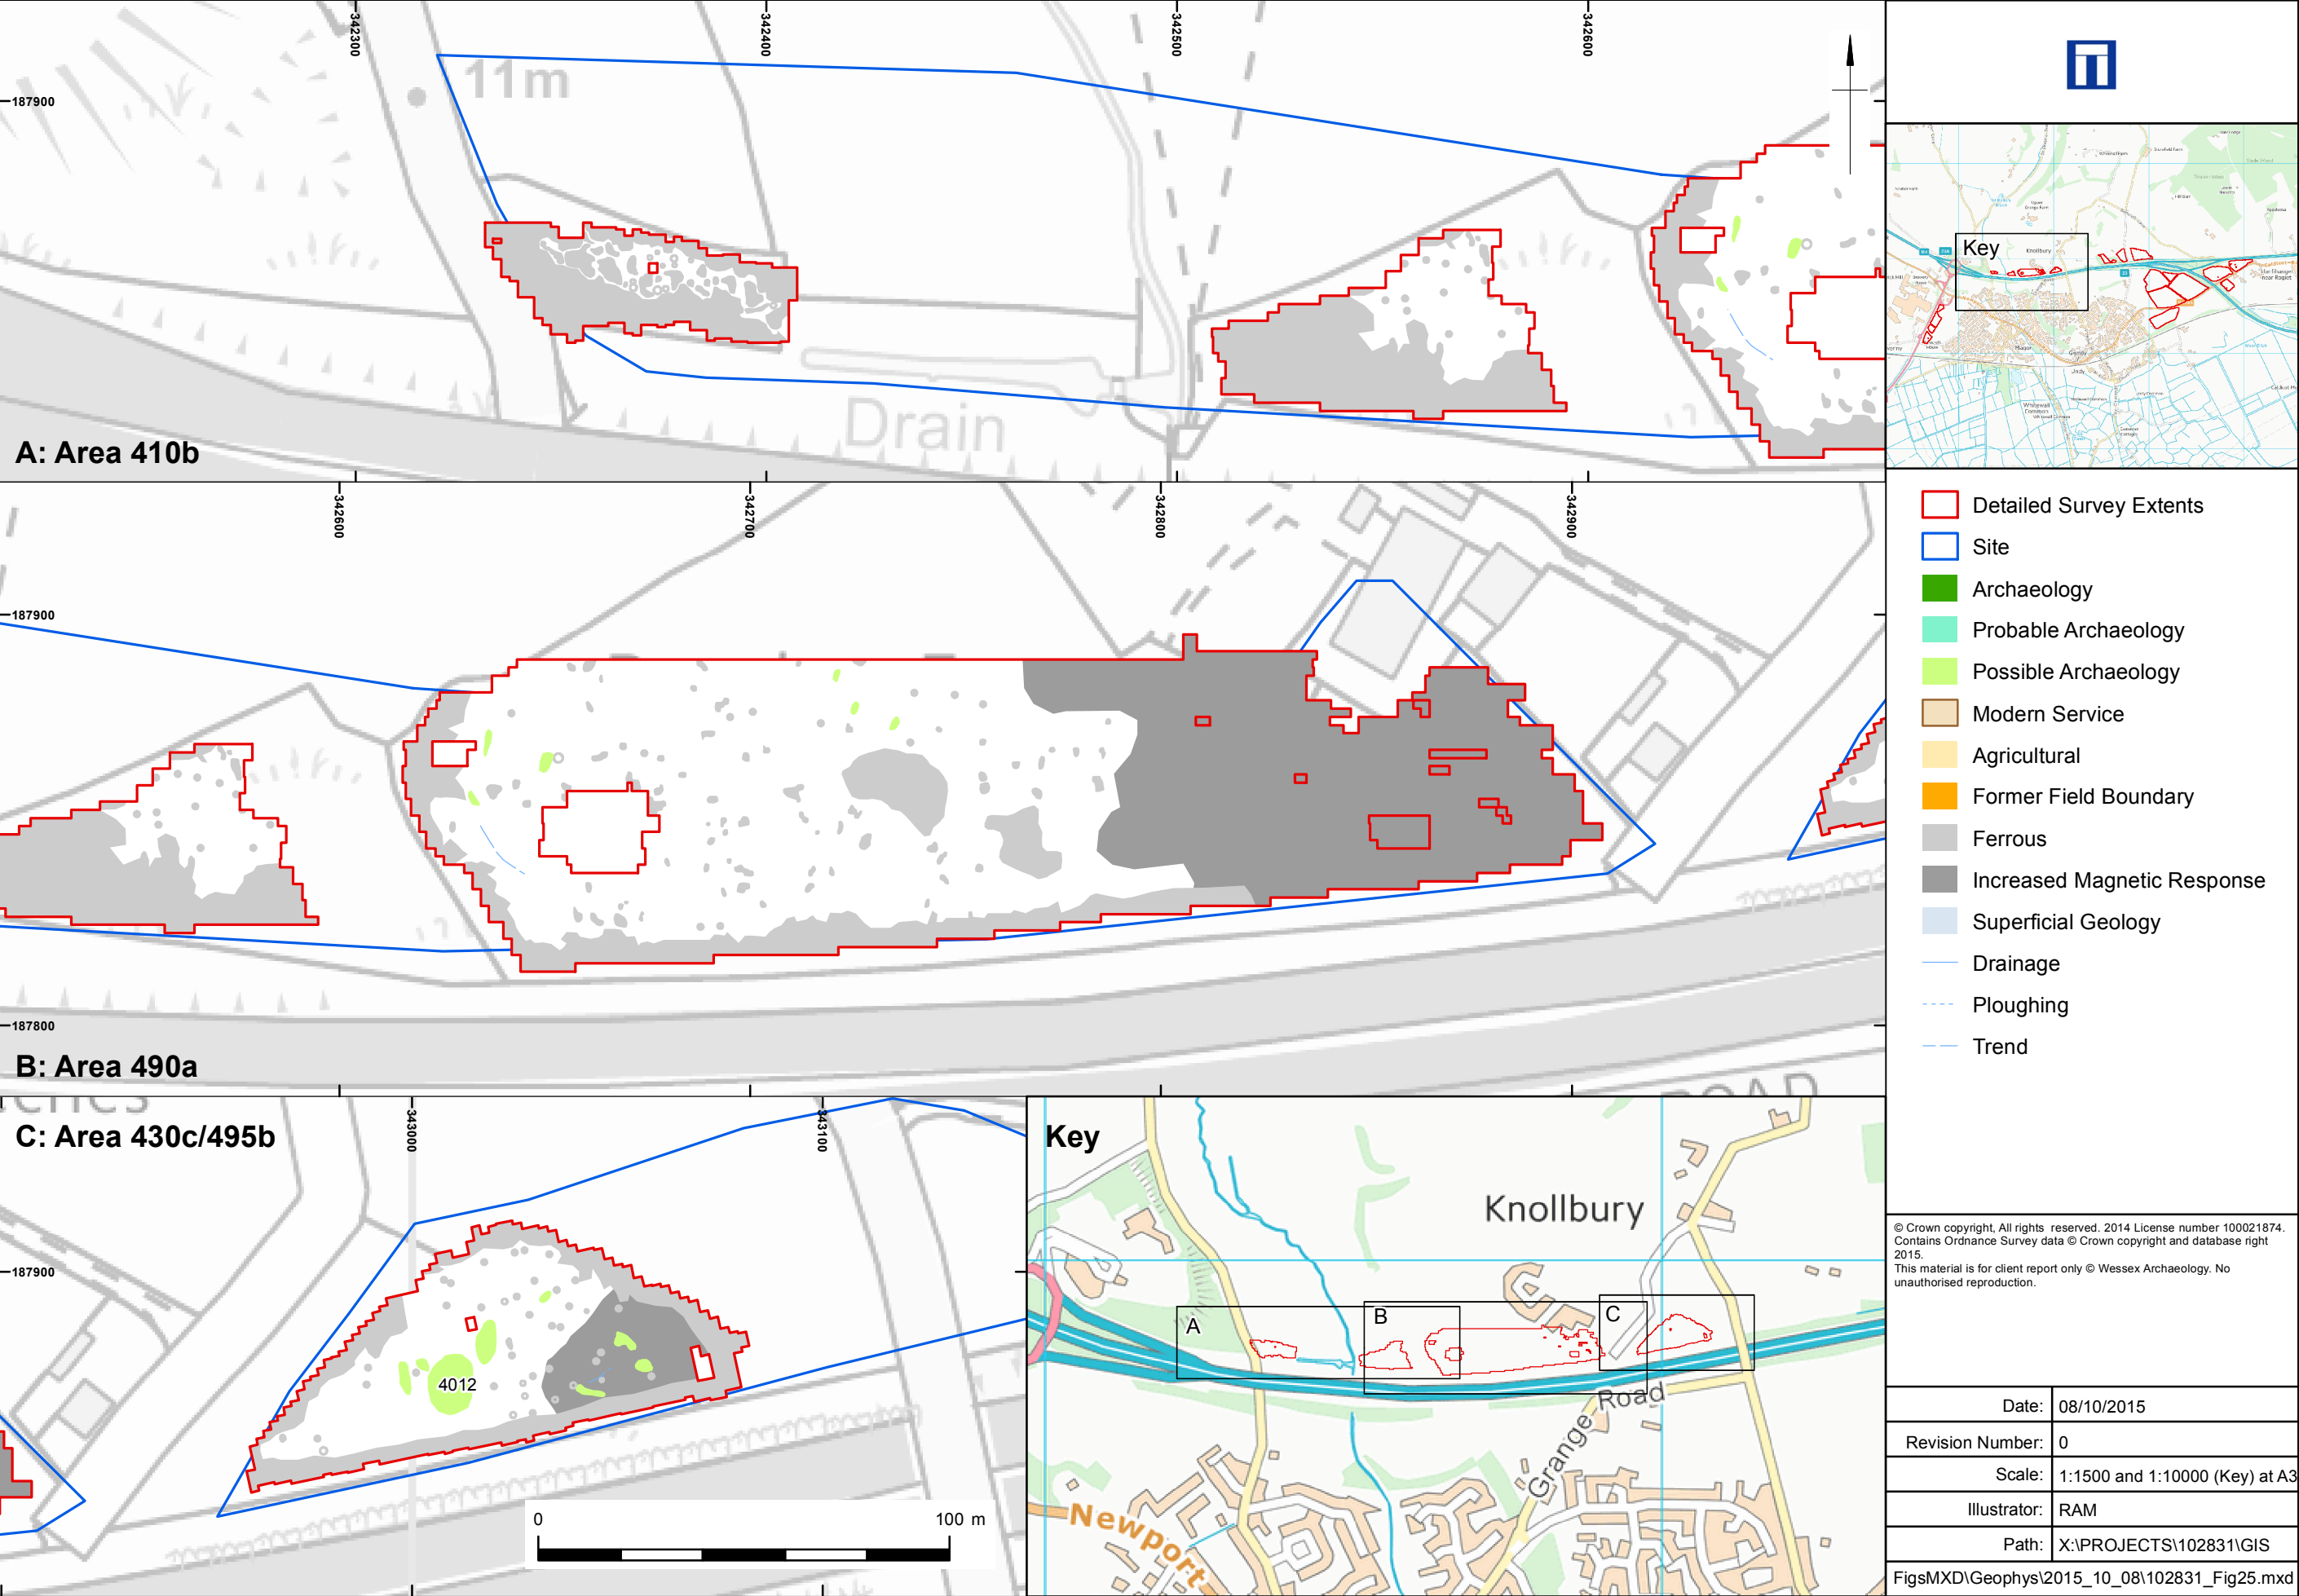 342300
342400
342500
342600
11m
187900
Drain
A: Area 410b
342600
342700
342800
342900
187900
187800
B: Area 490a
ROAD
C: Area 430c/495b
343000
343100
187900
4012
0
100 m
Key
Knollbury
A
B
C
Grange Road
Newport
Key
Knollbury
Magor
Undy
Detailed Survey Extents
Site
Archaeology
Probable Archaeology
Possible Archaeology
Modern Service
Agricultural
Former Field Boundary
Ferrous
Increased Magnetic Response
Superficial Geology
Drainage
Ploughing
Trend
© Crown copyright, All rights reserved. 2014 License number 100021874.
Contains Ordnance Survey data © Crown copyright and database right
2015.
This material is for client report only © Wessex Archaeology. No
unauthorised reproduction.
Date: 08/10/2015
Revision Number: 0
Scale: 1:1500 and 1:10000 (Key) at A3
Illustrator: RAM
Path: X:\PROJECTS\102831\GIS
FigsMXD\Geophys\2015_10_08\102831_Fig25.mxd